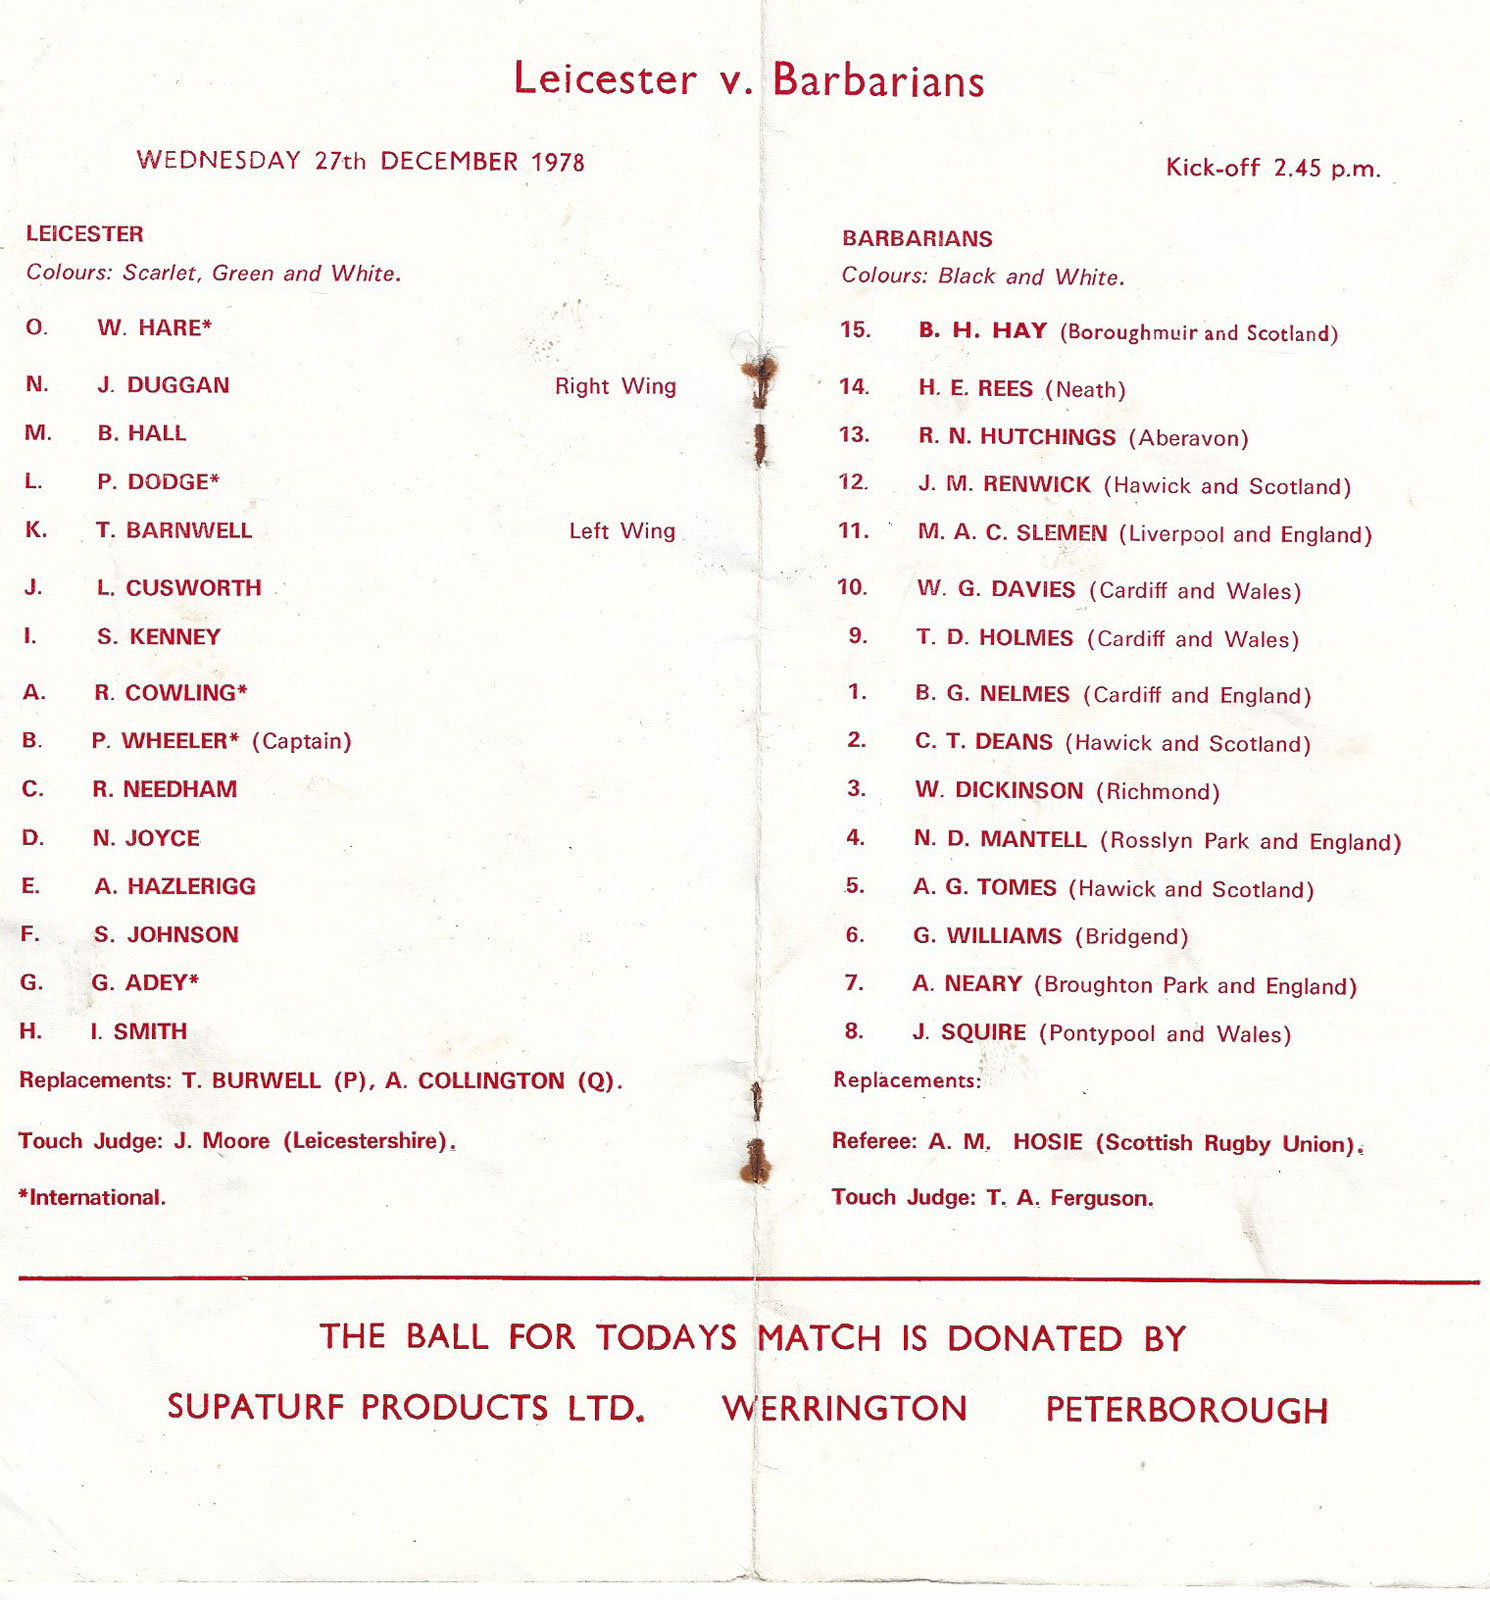 Leicester v. Barbarians
WEDNESDAY 27th DECEMBER 1978
Kick-off 2.45 p.m.
LEICESTER
Colours: Scarlet, Green and White.
O. W. HARE*
N. J. DUGGAN Right Wing
M. B. HALL
L. P. DODGE*
K. T. BARNWELL Left Wing
J. L. CUSWORTH
I. S. KENNEY
A. R. COWLING*
B. P. WHEELER* (Captain)
C. R. NEEDHAM
D. N. JOYCE
E. A. HAZLERIGG
F. S. JOHNSON
G. G. ADEY*
H. I. SMITH
Replacements: T. BURWELL (P), A. COLLINGTON (Q).
Touch Judge: J. Moore (Leicestershire).
*International.
BARBARIANS
Colours: Black and White.
15. B. H. HAY (Boroughmuir and Scotland)
14. H. E. REES (Neath)
13. R. N. HUTCHINGS (Aberavon)
12. J. M. RENWICK (Hawick and Scotland)
11. M. A. C. SLEMEN (Liverpool and England)
10. W. G. DAVIES (Cardiff and Wales)
9. T. D. HOLMES (Cardiff and Wales)
1. B. G. NELMES (Cardiff and England)
2. C. T. DEANS (Hawick and Scotland)
3. W. DICKINSON (Richmond)
4. N. D. MANTELL (Rosslyn Park and England)
5. A. G. TOMES (Hawick and Scotland)
6. G. WILLIAMS (Bridgend)
7. A. NEARY (Broughton Park and England)
8. J. SQUIRE (Pontypool and Wales)
Replacements:
Referee: A. M. HOSIE (Scottish Rugby Union).
Touch Judge: T. A. Ferguson.
THE BALL FOR TODAYS MATCH IS DONATED BY
SUPATURF PRODUCTS LTD. WERRINGTON PETERBOROUGH